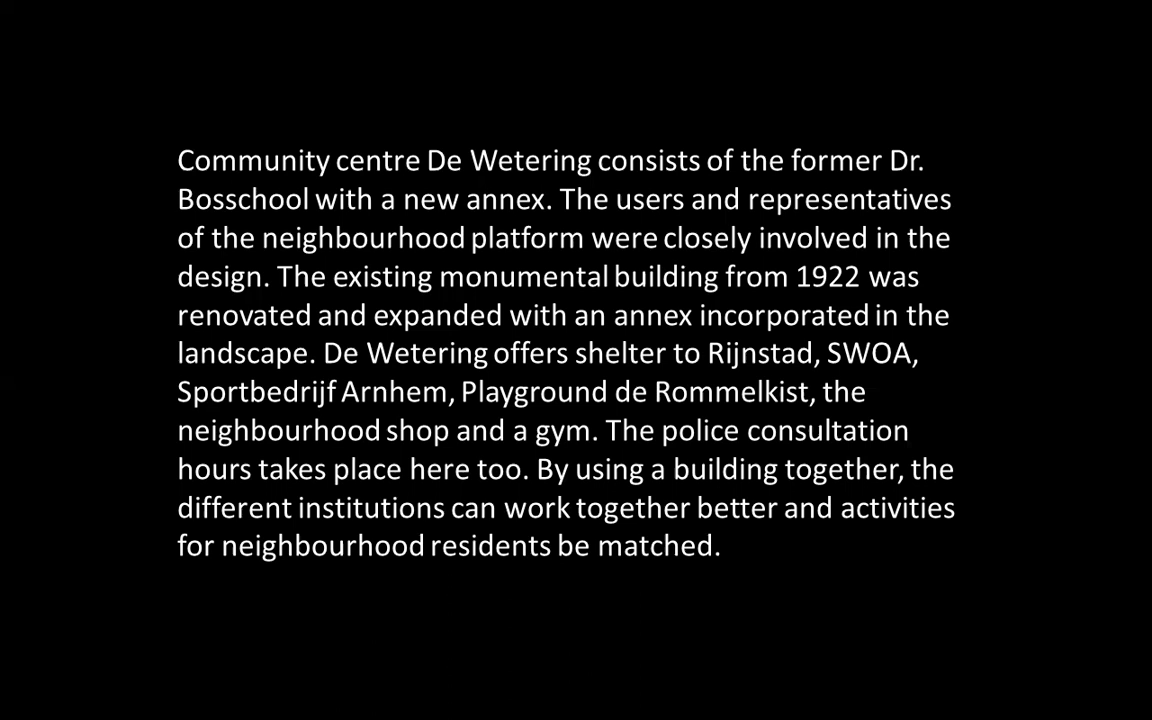 Community centre De Wetering consists of the former Dr.
Bosschool with a new annex. The users and representatives
of the neighbourhood platform were closely involved in the
design. The existing monumental building from 1922 was
renovated and expanded with an annex incorporated in the
landscape. De Wetering offers shelter to Rijnstad, SWOA,
Sportbedrijf Arnhem, Playground de Rommelkist, the
neighbourhood shop and a gym. The police consultation
hours takes place here too. By using a building together, the
different institutions can work together better and activities
for neighbourhood residents be matched.